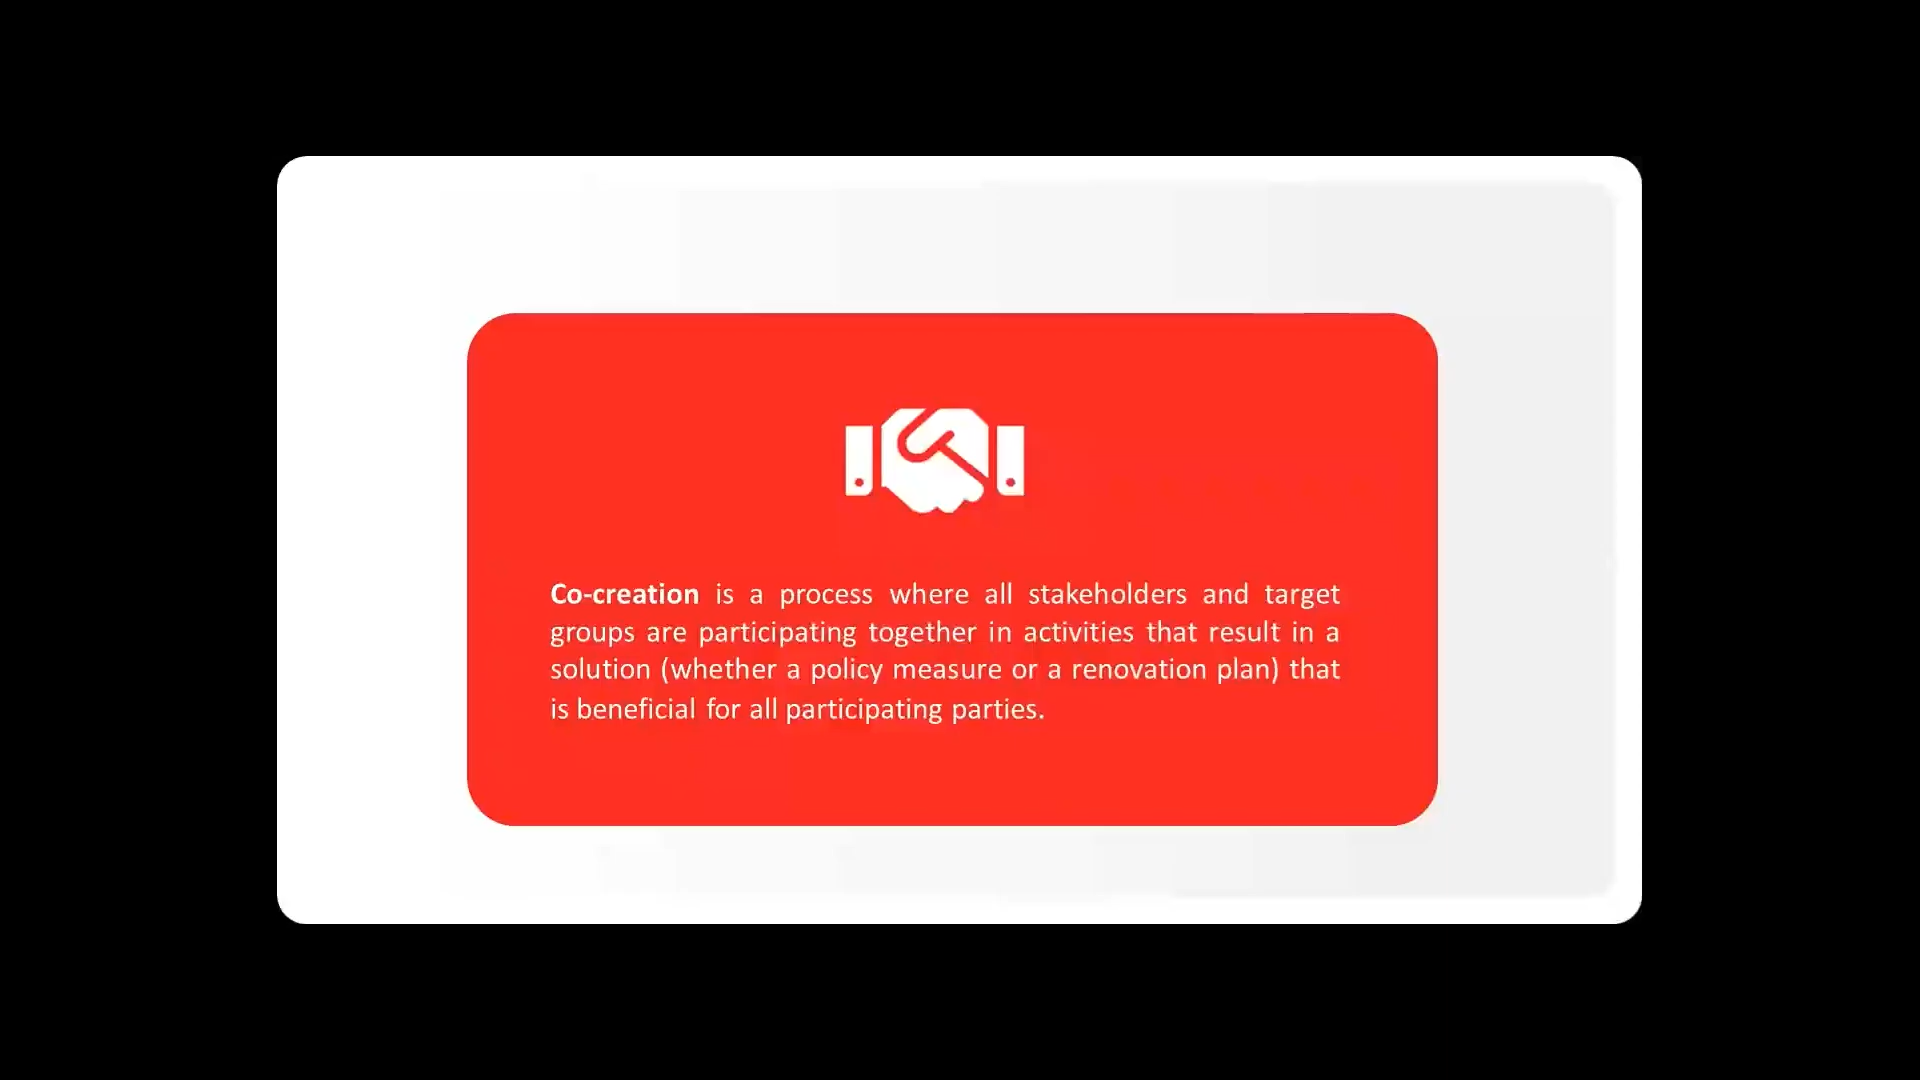 Co-creation is a process where all stakeholders and target
groups are participating together in activities that result in a
solution (whether a policy measure or a renovation plan) that
is beneficial for all participating parties.